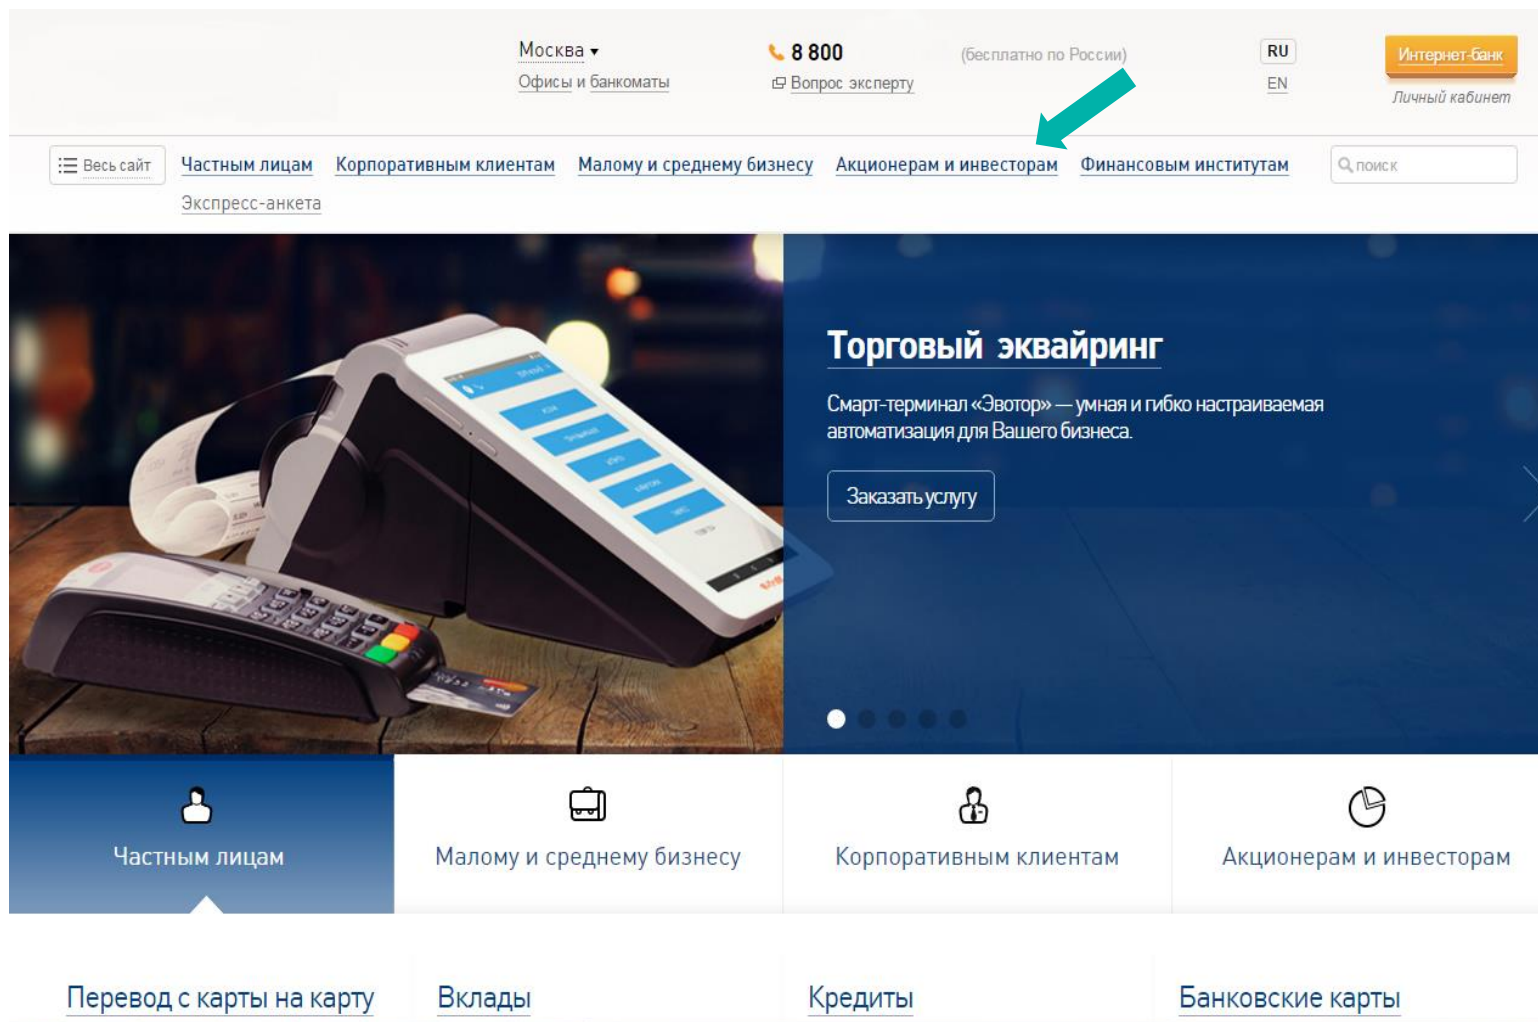 Москва
8 800
(бесплатно по России)
RU
Интернет-банк
Офисы и банкоматы
Вопрос эксперту
EN
Личный кабинет
Весь сайт
Частным лицам
Корпоративным клиентам
Малому и среднему бизнесу
Акционерам и инвесторам
Финансовым институтам
поиск
Экспресс-анкета
Торговый эквайринг
Смарт-терминал «Эвотор» — умная и гибко настраиваемая
автоматизация для Вашего бизнеса.
Заказать услугу
Частным лицам
Малому и среднему бизнесу
Корпоративным клиентам
Акционерам и инвесторам
Перевод с карты на карту
Вклады
Кредиты
Банковские карты